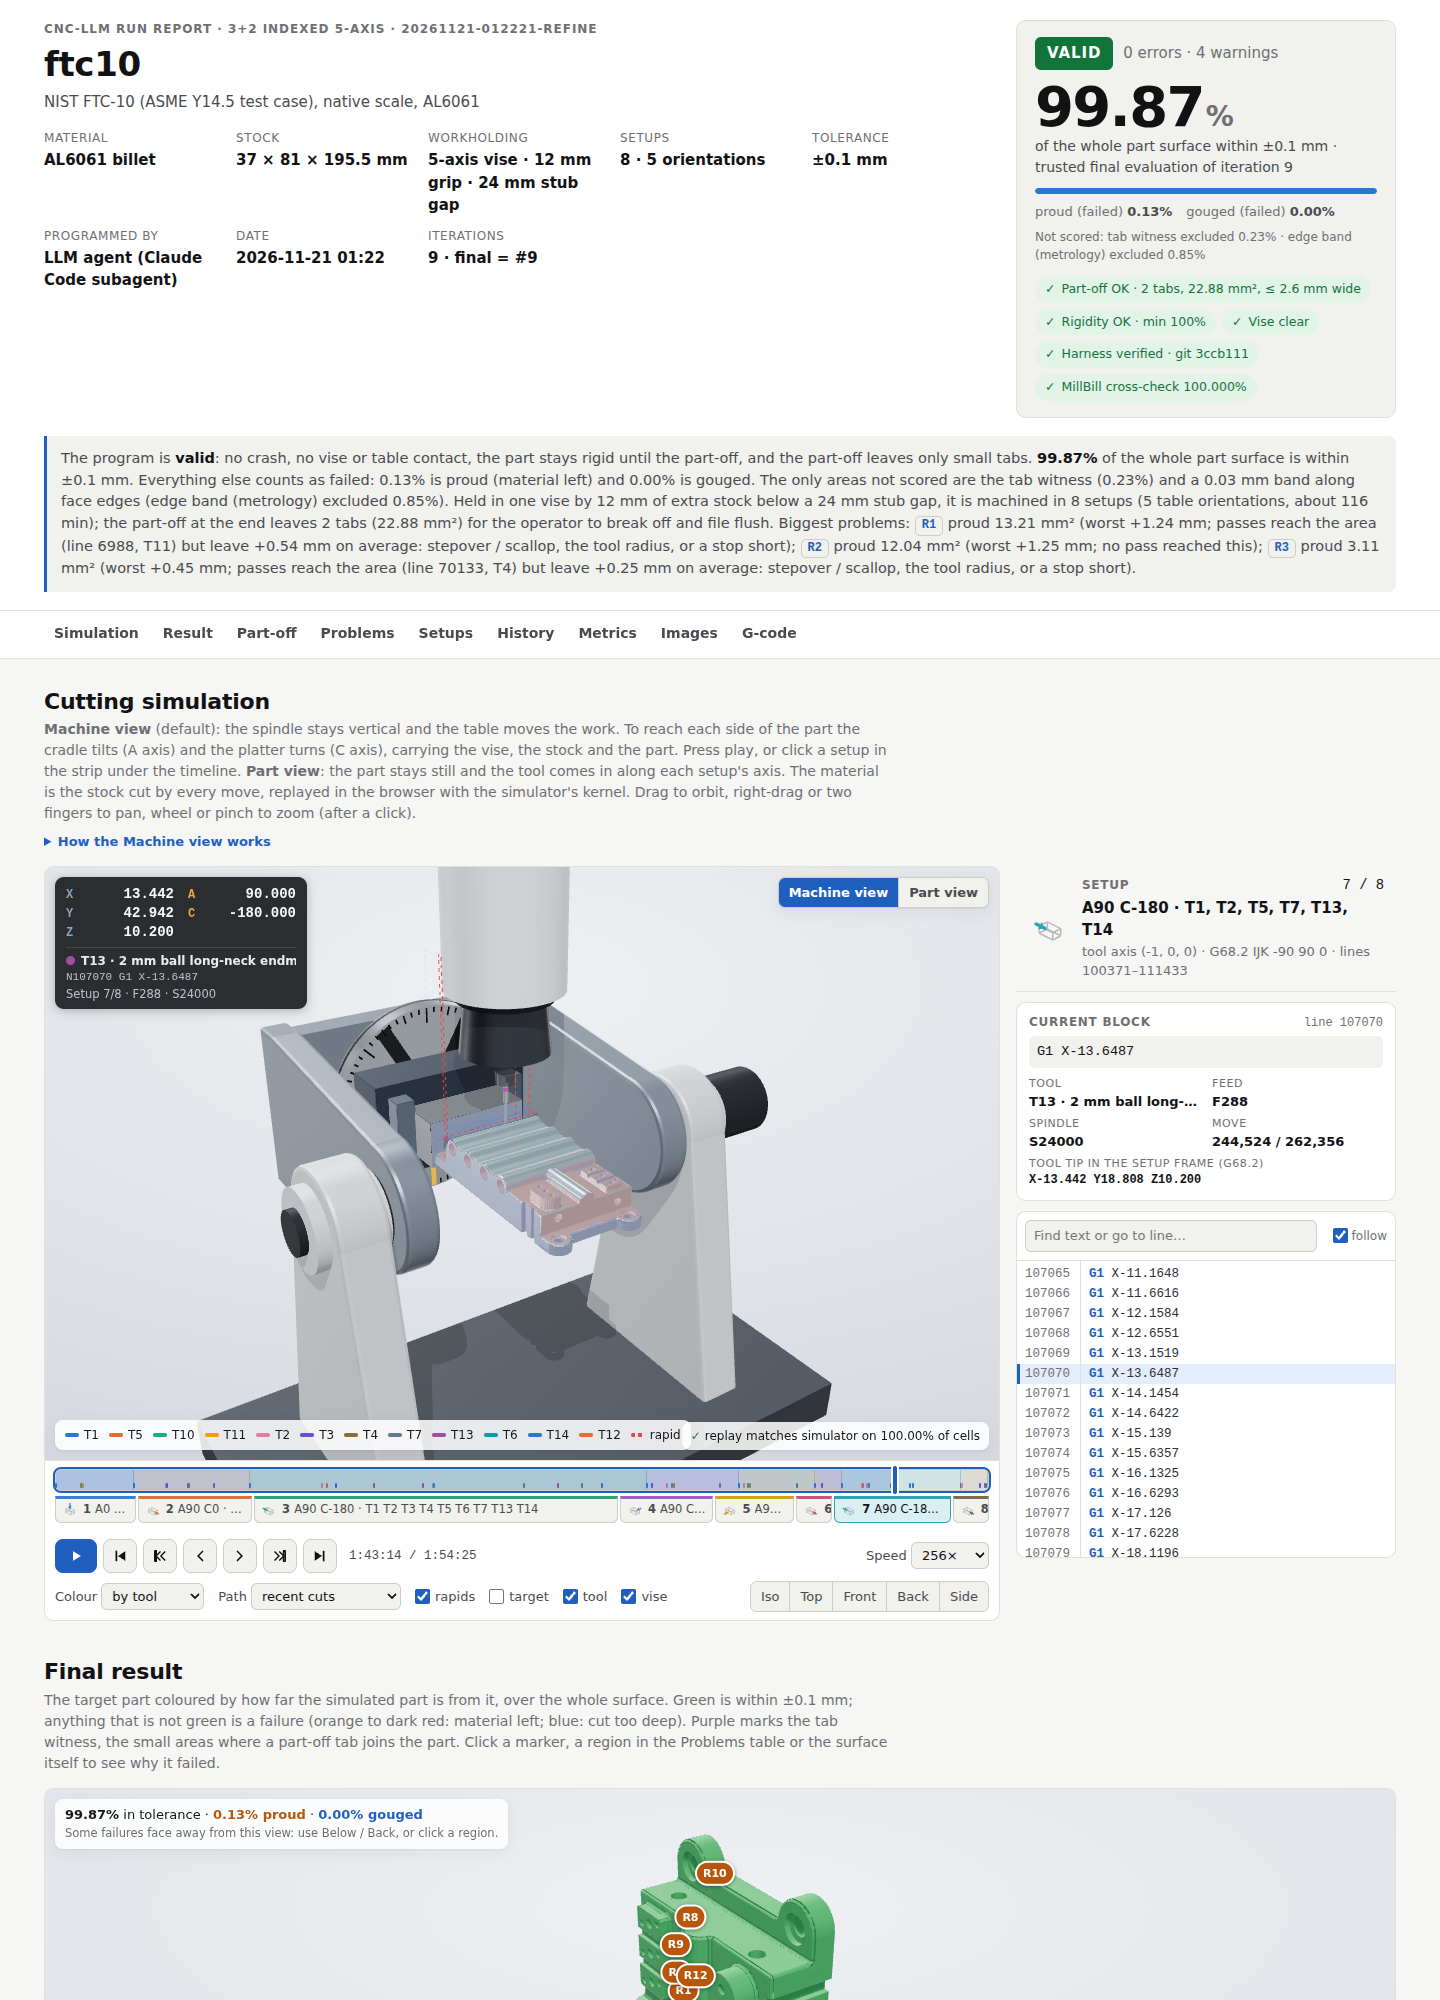 CNC-LLM RUN REPORT · 3+2 INDEXED 5-AXIS · 20261121-012221-REFINE
ftc10
NIST FTC-10 (ASME Y14.5 test case), native scale, AL6061
MATERIAL
AL6061 billet
STOCK
37 × 81 × 195.5 mm
WORKHOLDING
5-axis vise · 12 mm
grip · 24 mm stub
gap
SETUPS
8 · 5 orientations
TOLERANCE
±0.1 mm
PROGRAMMED BY
LLM agent (Claude
Code subagent)
DATE
2026-11-21 01:22
ITERATIONS
9 · final = #9
VALID 0 errors · 4 warnings
99.87%
of the whole part surface within ±0.1 mm ·
trusted final evaluation of iteration 9
proud (failed) 0.13% gouged (failed) 0.00%
Not scored: tab witness excluded 0.23% · edge band
(metrology) excluded 0.85%
✓ Part-off OK · 2 tabs, 22.88 mm², ≤ 2.6 mm wide
✓ Rigidity OK · min 100% ✓ Vise clear
✓ Harness verified · git 3ccb111
✓ MillBill cross-check 100.000%
The program is valid: no crash, no vise or table contact, the part stays rigid until the part-off, and the part-off leaves only small tabs. 99.87% of the whole part surface is within
±0.1 mm. Everything else counts as failed: 0.13% is proud (material left) and 0.00% is gouged. The only areas not scored are the tab witness (0.23%) and a 0.03 mm band along
face edges (edge band (metrology) excluded 0.85%). Held in one vise by 12 mm of extra stock below a 24 mm stub gap, it is machined in 8 setups (5 table orientations, about 116
min); the part-off at the end leaves 2 tabs (22.88 mm²) for the operator to break off and file flush. Biggest problems: R1 proud 13.21 mm² (worst +1.24 mm; passes reach the area
(line 6988, T11) but leave +0.54 mm on average: stepover / scallop, the tool radius, or a stop short); R2 proud 12.04 mm² (worst +1.25 mm; no pass reached this); R3 proud 3.11
mm² (worst +0.45 mm; passes reach the area (line 70133, T4) but leave +0.25 mm on average: stepover / scallop, the tool radius, or a stop short).
Simulation Result Part-off Problems Setups History Metrics Images G-code
Cutting simulation
Machine view (default): the spindle stays vertical and the table moves the work. To reach each side of the part the
cradle tilts (A axis) and the platter turns (C axis), carrying the vise, the stock and the part. Press play, or click a setup in
the strip under the timeline. Part view: the part stays still and the tool comes in along each setup's axis. The material
is the stock cut by every move, replayed in the browser with the simulator's kernel. Drag to orbit, right-drag or two
fingers to pan, wheel or pinch to zoom (after a click).
▶ How the Machine view works
X 13.442 A 90.000
Y 42.942 C -180.000
Z 10.200
T13 · 2 mm ball long-neck endm
N107070 G1 X-13.6487
Setup 7/8 · F288 · S24000
Machine view Part view
T1 T5 T10 T11 T2 T3 T4 T7 T13 T6 T14 T12 rapid
✓ replay matches simulator on 100.00% of cells
1 A0 ... 2 A90 C0 · ... 3 A90 C-180 · T1 T2 T3 T4 T5 T6 T7 T13 T14 4 A90 C... 5 A9... 6 7 A90 C-18... 8
1:43:14 / 1:54:25
Speed 256×
Colour by tool Path recent cuts rapids target tool vise
Iso Top Front Back Side
SETUP 7 / 8
A90 C-180 · T1, T2, T5, T7, T13,
T14
tool axis (-1, 0, 0) · G68.2 IJK -90 90 0 · lines
100371–111433
CURRENT BLOCK line 107070
G1 X-13.6487
TOOL FEED
T13 · 2 mm ball long-... F288
SPINDLE MOVE
S24000 244,524 / 262,356
TOOL TIP IN THE SETUP FRAME (G68.2)
X-13.442 Y18.808 Z10.200
Find text or go to line... follow
107065 G1 X-11.1648
107066 G1 X-11.6616
107067 G1 X-12.1584
107068 G1 X-12.6551
107069 G1 X-13.1519
107070 G1 X-13.6487
107071 G1 X-14.1454
107072 G1 X-14.6422
107073 G1 X-15.139
107074 G1 X-15.6357
107075 G1 X-16.1325
107076 G1 X-16.6293
107077 G1 X-17.126
107078 G1 X-17.6228
107079 G1 X-18.1196
Final result
The target part coloured by how far the simulated part is from it, over the whole surface. Green is within ±0.1 mm;
anything that is not green is a failure (orange to dark red: material left; blue: cut too deep). Purple marks the tab
witness, the small areas where a part-off tab joins the part. Click a marker, a region in the Problems table or the surface
itself to see why it failed.
99.87% in tolerance · 0.13% proud · 0.00% gouged
Some failures face away from this view: use Below / Back, or click a region.
R10
R8
R9
R12
R1